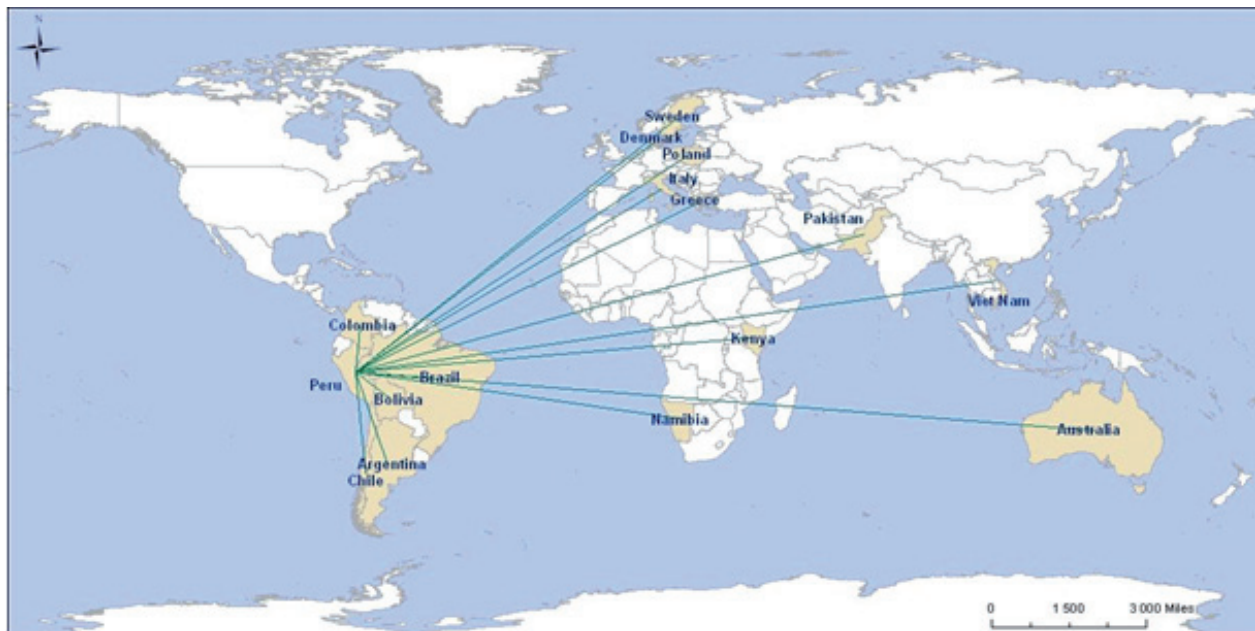 N
Sweden
Denmark
Poland
Italy
Greece
Pakistan
Viet Nam
Colombia
Kenya
Peru
Brazil
Bolivia
Namibia
Australia
Argentina
Chile
0 1 500 3 000 Miles